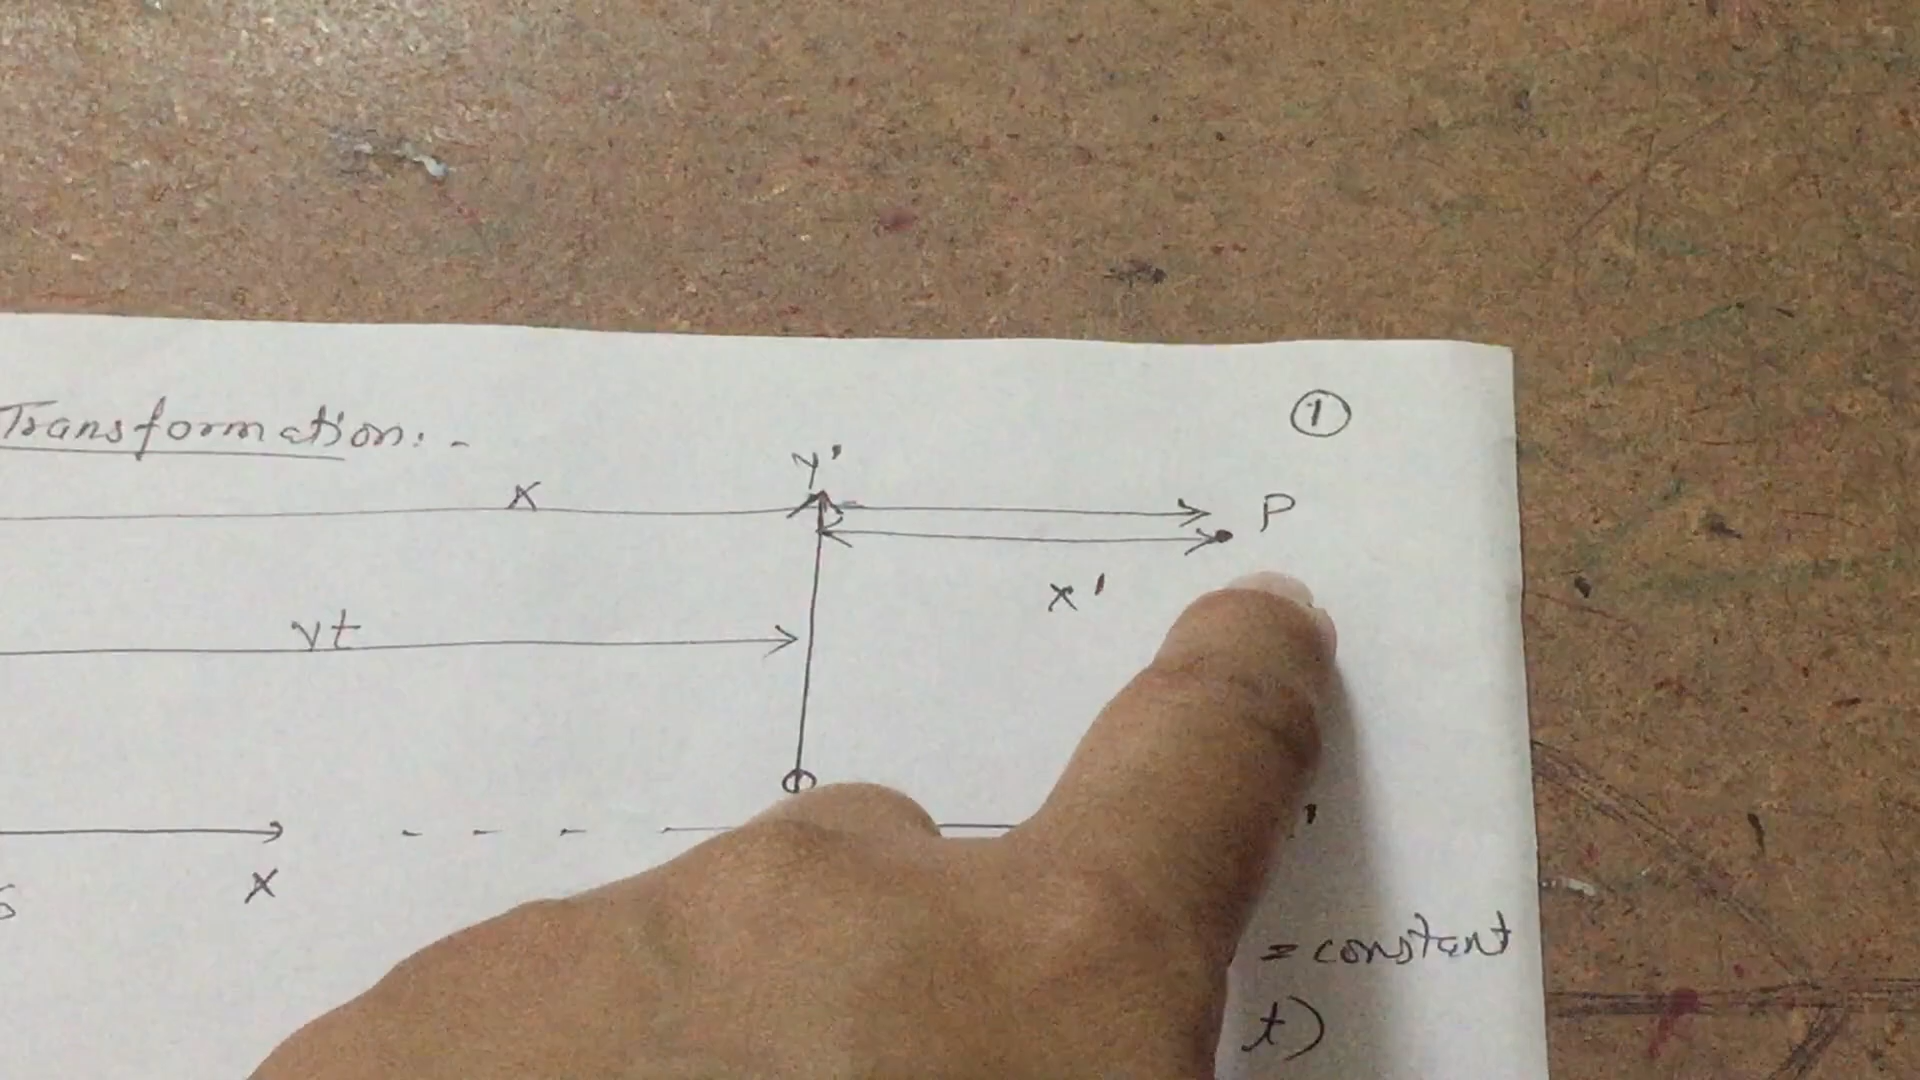 ①
Transformation:-
y'
x
P
x'
vt
x
'
= constant
t)